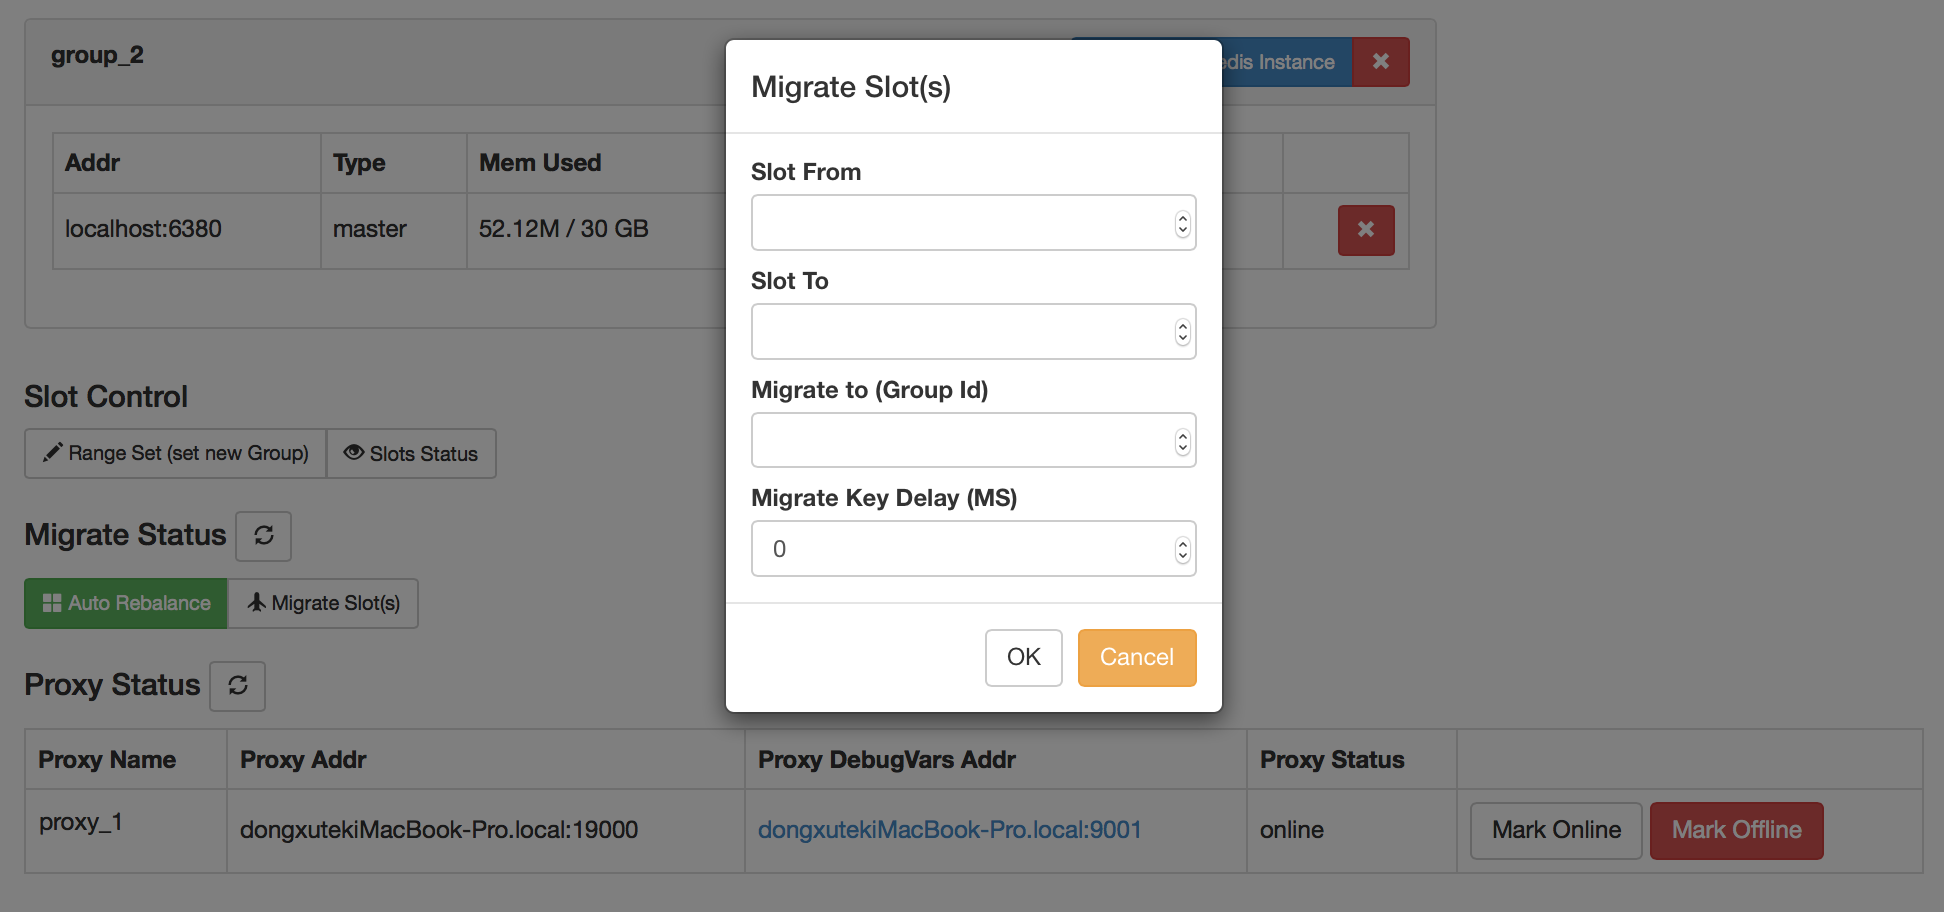 group_2
Instance
Addr Type Mem Used
localhost:6380 master 52.12M / 30 GB
Migrate Slot(s)
Slot From
Slot To
Migrate to (Group Id)
Migrate Key Delay (MS)
0
OK Cancel
Slot Control
Range Set (set new Group) Slots Status
Migrate Status
Auto Rebalance Migrate Slot(s)
Proxy Status
Proxy Name Proxy Addr Proxy DebugVars Addr Proxy Status
proxy_1 dongxutekiMacBook-Pro.local:19000 dongxutekiMacBook-Pro.local:9001 online Mark Online Mark Offline